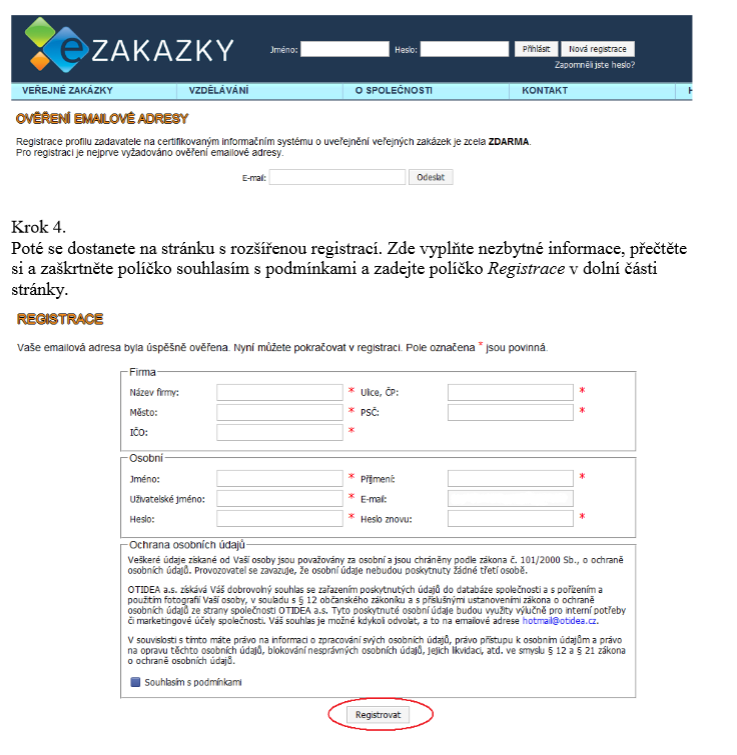 eZAKAZKY
Jméno: Heslo: Přihlásit Nová registrace
Zapomněli jste heslo?
VEŘEJNÉ ZAKÁZKY VZDĚLÁVÁNÍ O SPOLEČNOSTI KONTAKT
OVĚŘENÍ EMAILOVÉ ADRESY
Registrace profilu zadavatele na certifikovaným informačním systému o uveřejnění veřejných zakázek je zcela ZDARMA.
Pro registraci je nejprve vyžadováno ověření emailové adresy.
E-mail: Odeslat
Krok 4.
Poté se dostanete na stránku s rozšířenou registrací. Zde vyplňte nezbytné informace, přečtěte
si a zaškrtněte políčko souhlasím s podmínkami a zadejte políčko Registrace v dolní části
stránky.
REGISTRACE
Vaše emailová adresa byla úspěšně ověřena. Nyní můžete pokračovat v registraci. Pole označena * jsou povinná.
Firma
Název firmy: * Ulice, ČP: *
Město: * PSČ: *
IČO: *
Osobní
Jméno: * Příjmení: *
Uživatelské jméno: * E-mail:
Heslo: * Heslo znovu: *
Ochrana osobních údajů
Veškeré údaje získané od Vaší osoby jsou považovány za osobní a jsou chráněny podle zákona č. 101/2000 Sb., o ochraně
osobních údajů. Provozovatel se zavazuje, že osobní údaje nebudou poskytnuty žádné třetí osobě.
OTIDEA a.s. získává Váš dobrovolný souhlas se zařazením poskytnutých údajů do databáze společnosti a s pořízením a
použitím fotografií Vaší osoby, v souladu s § 12 občanského zákoníku a s příslušnými ustanoveními zákona o ochraně
osobních údajů ze strany společnosti OTIDEA a.s. Tyto poskytnuté osobní údaje budou využity výlučně pro interní potřeby
či marketingové účely společnosti. Váš souhlas je možné kdykoli odvolat, a to na emailové adrese hotmail@otidea.cz.
V souvislosti s tímto máte právo na informaci o zpracování svých osobních údajů, právo přístupu k osobním údajům a právo
na opravu těchto osobních údajů, blokování nesprávných osobních údajů, jejich likvidaci, atd. ve smyslu § 12 a § 21 zákona
o ochraně osobních údajů.
Souhlasím s podmínkami
Registrovat